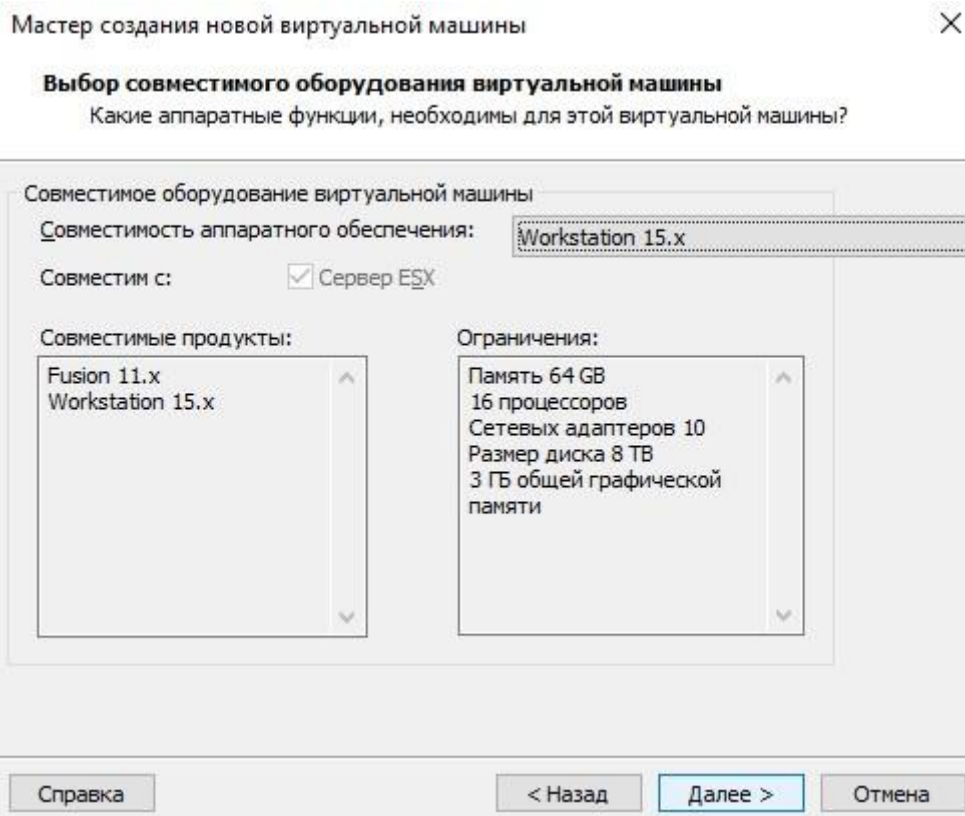 Мастер создания новой виртуальной машины
Выбор совместимого оборудования виртуальной машины
Какие аппаратные функции, необходимы для этой виртуальной машины?
Совместимое оборудование виртуальной машины
Совместимость аппаратного обеспечения:
Workstation 15.x
Совместим с:
Сервер ESX
Совместимые продукты:
Fusion 11.x
Workstation 15.x
Ограничения:
Память 64 GB
16 процессоров
Сетевых адаптеров 10
Размер диска 8 TB
3 ГБ общей графической
памяти
Справка
< Назад
Далее >
Отмена